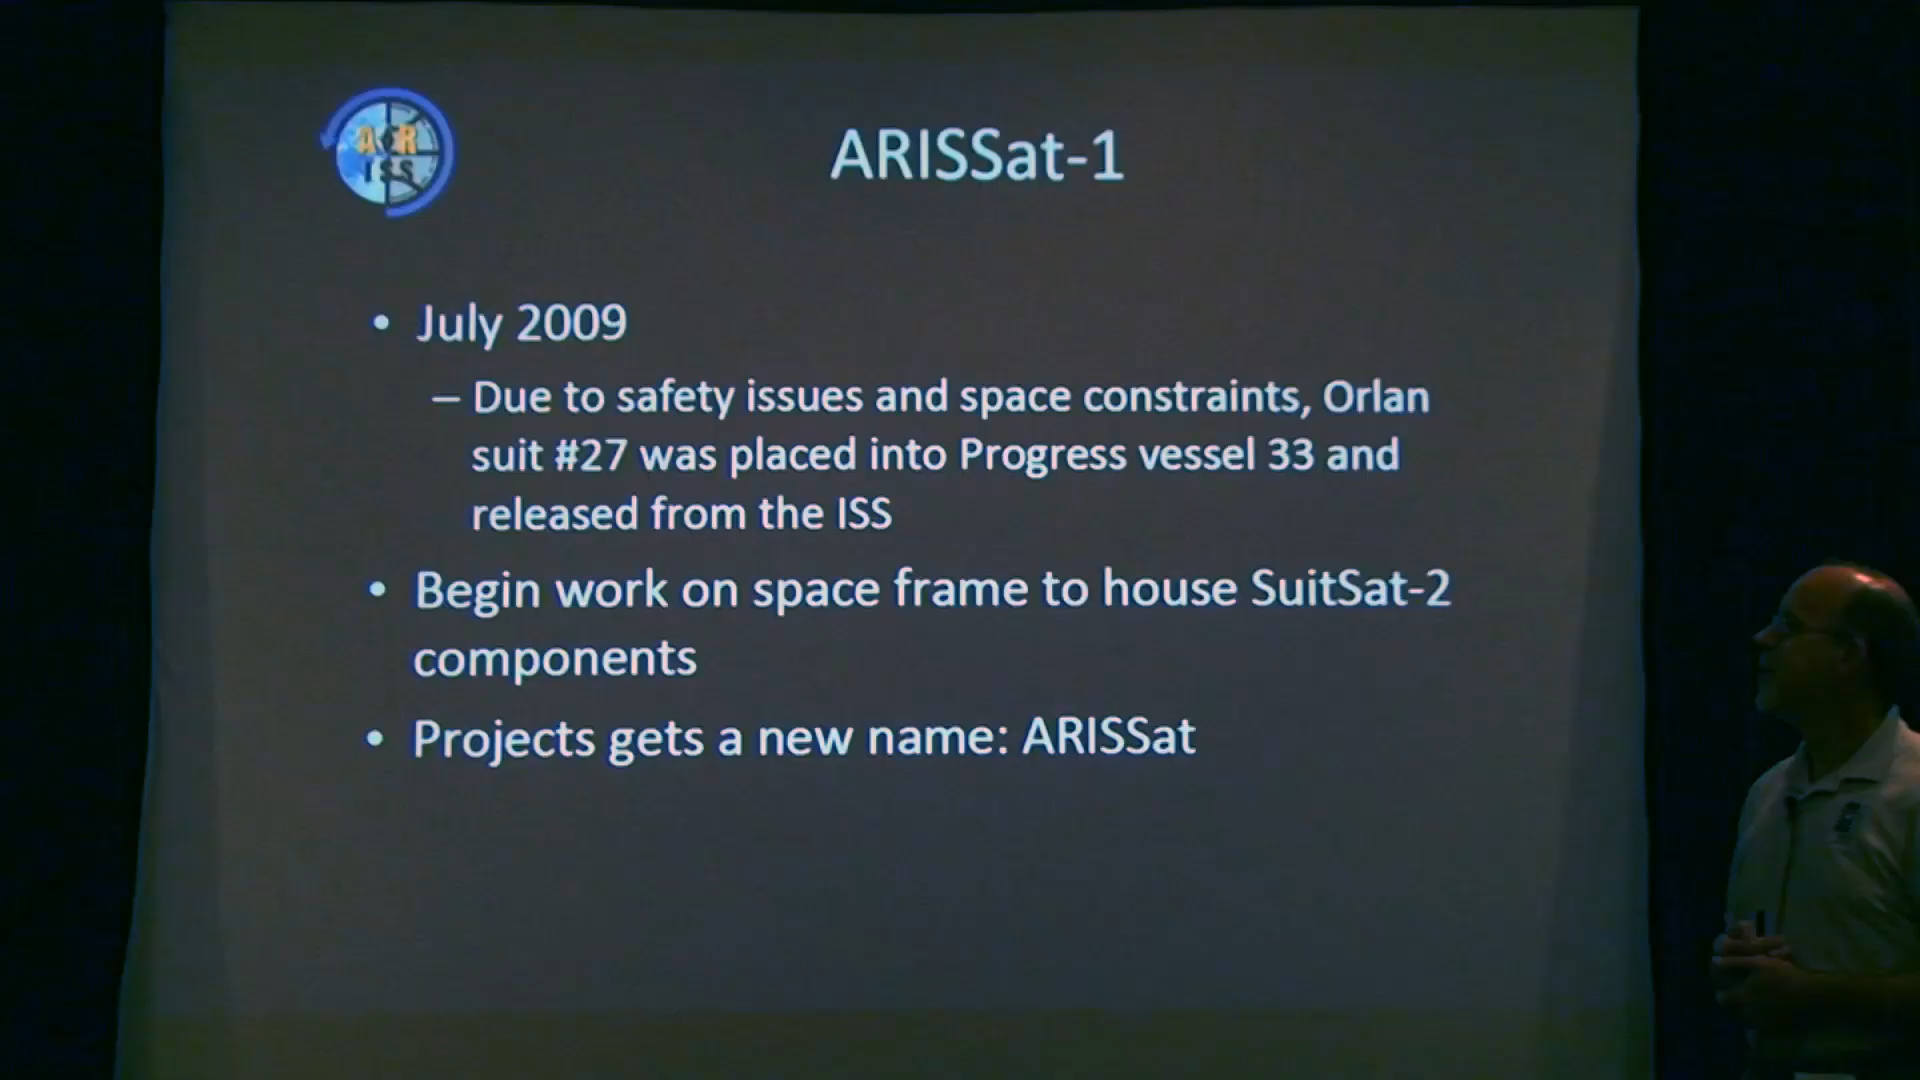 ARISS
ARISSat-1
• July 2009
– Due to safety issues and space constraints, Orlan
suit #27 was placed into Progress vessel 33 and
released from the ISS
• Begin work on space frame to house SuitSat-2
components
• Projects gets a new name: ARISSat